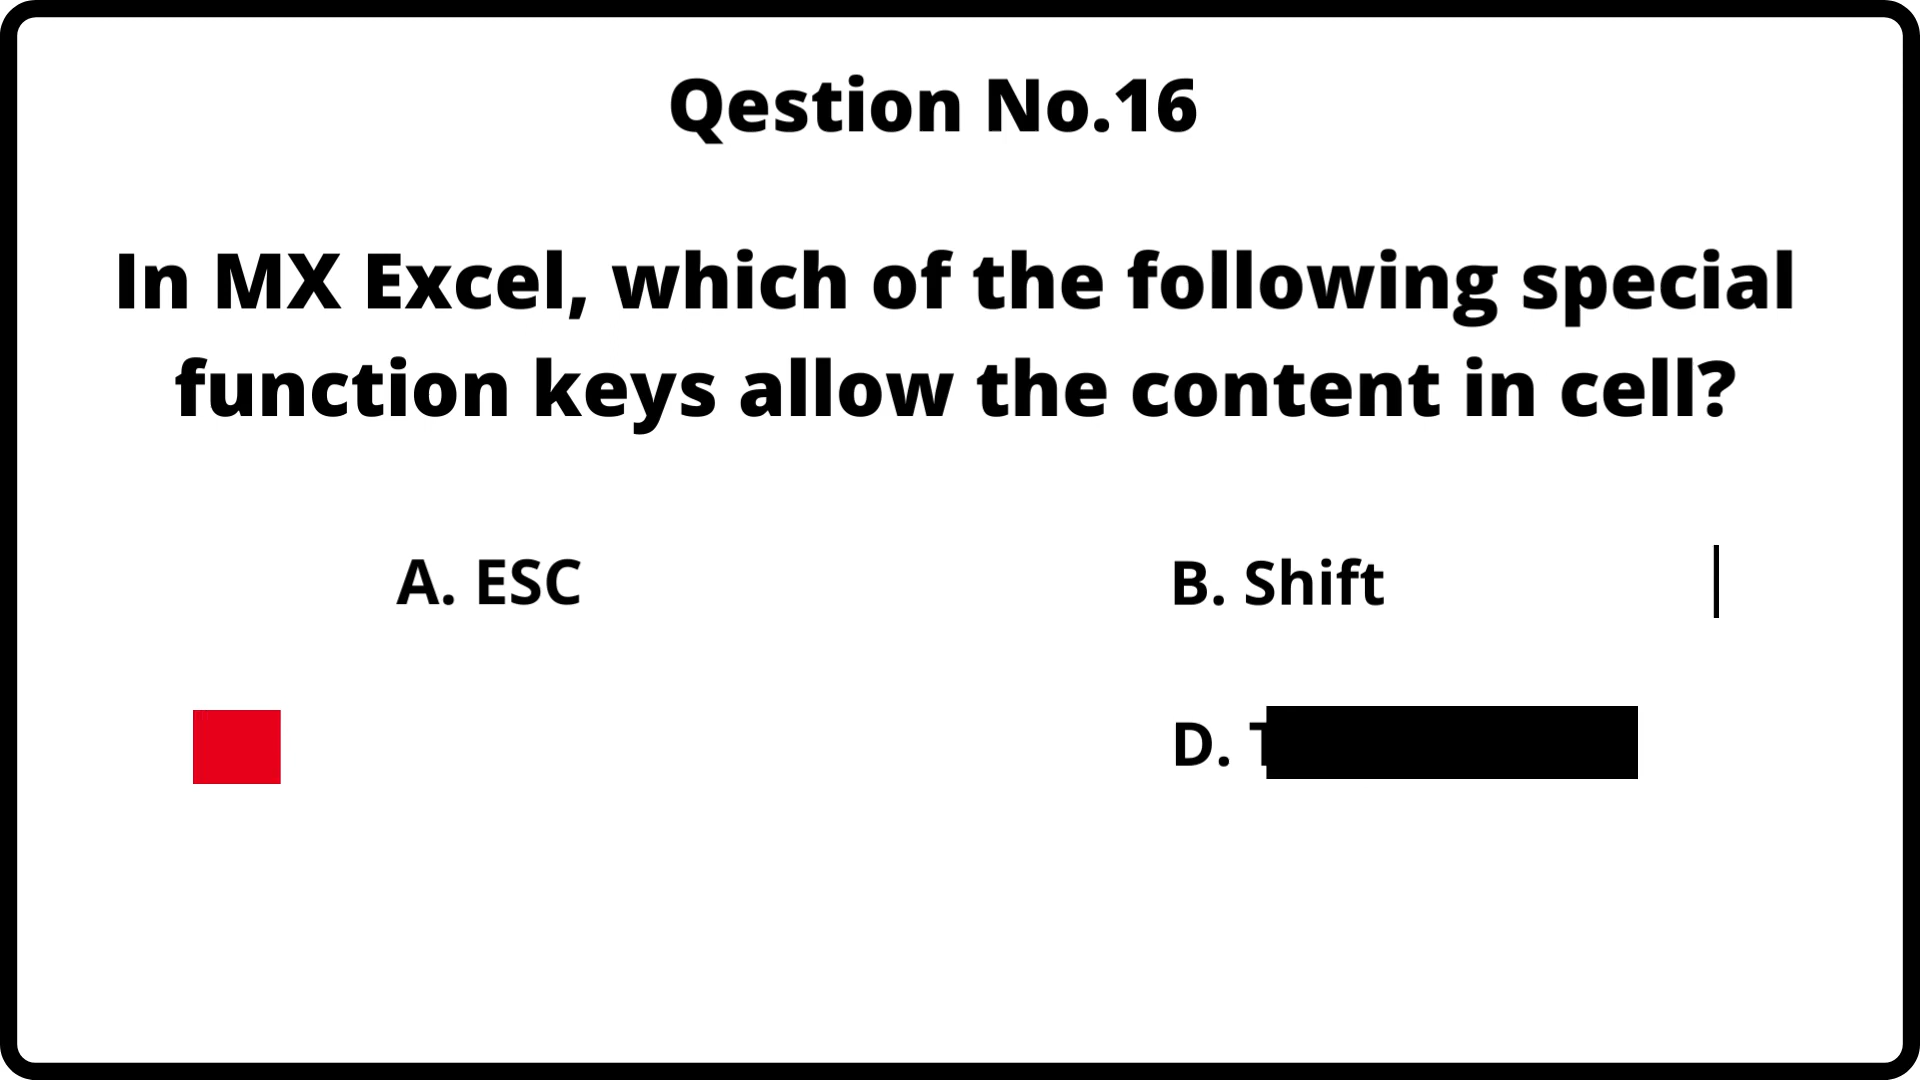 Qestion No.16
In MX Excel, which of the following special
function keys allow the content in cell?
A. ESC
B. Shift
D.